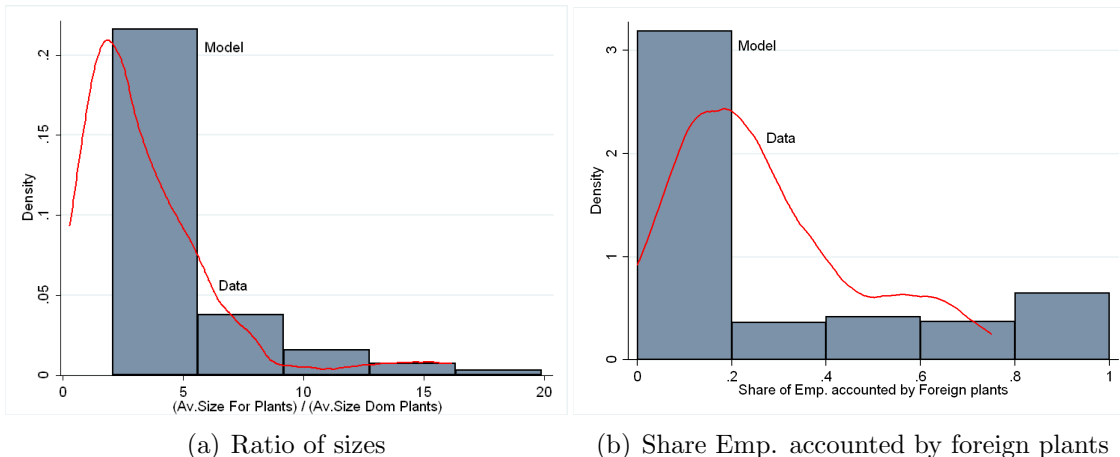 .2
.15
.1
.05
0
Density
Model
Data
0 5 10 15 20
(Av.Size For Plants) / (Av.Size Dom Plants)
(a) Ratio of sizes
3
2
1
0
Density
Model
Data
0 .2 .4 .6 .8 1
Share of Emp. accounted by Foreign plants
(b) Share Emp. accounted by foreign plants